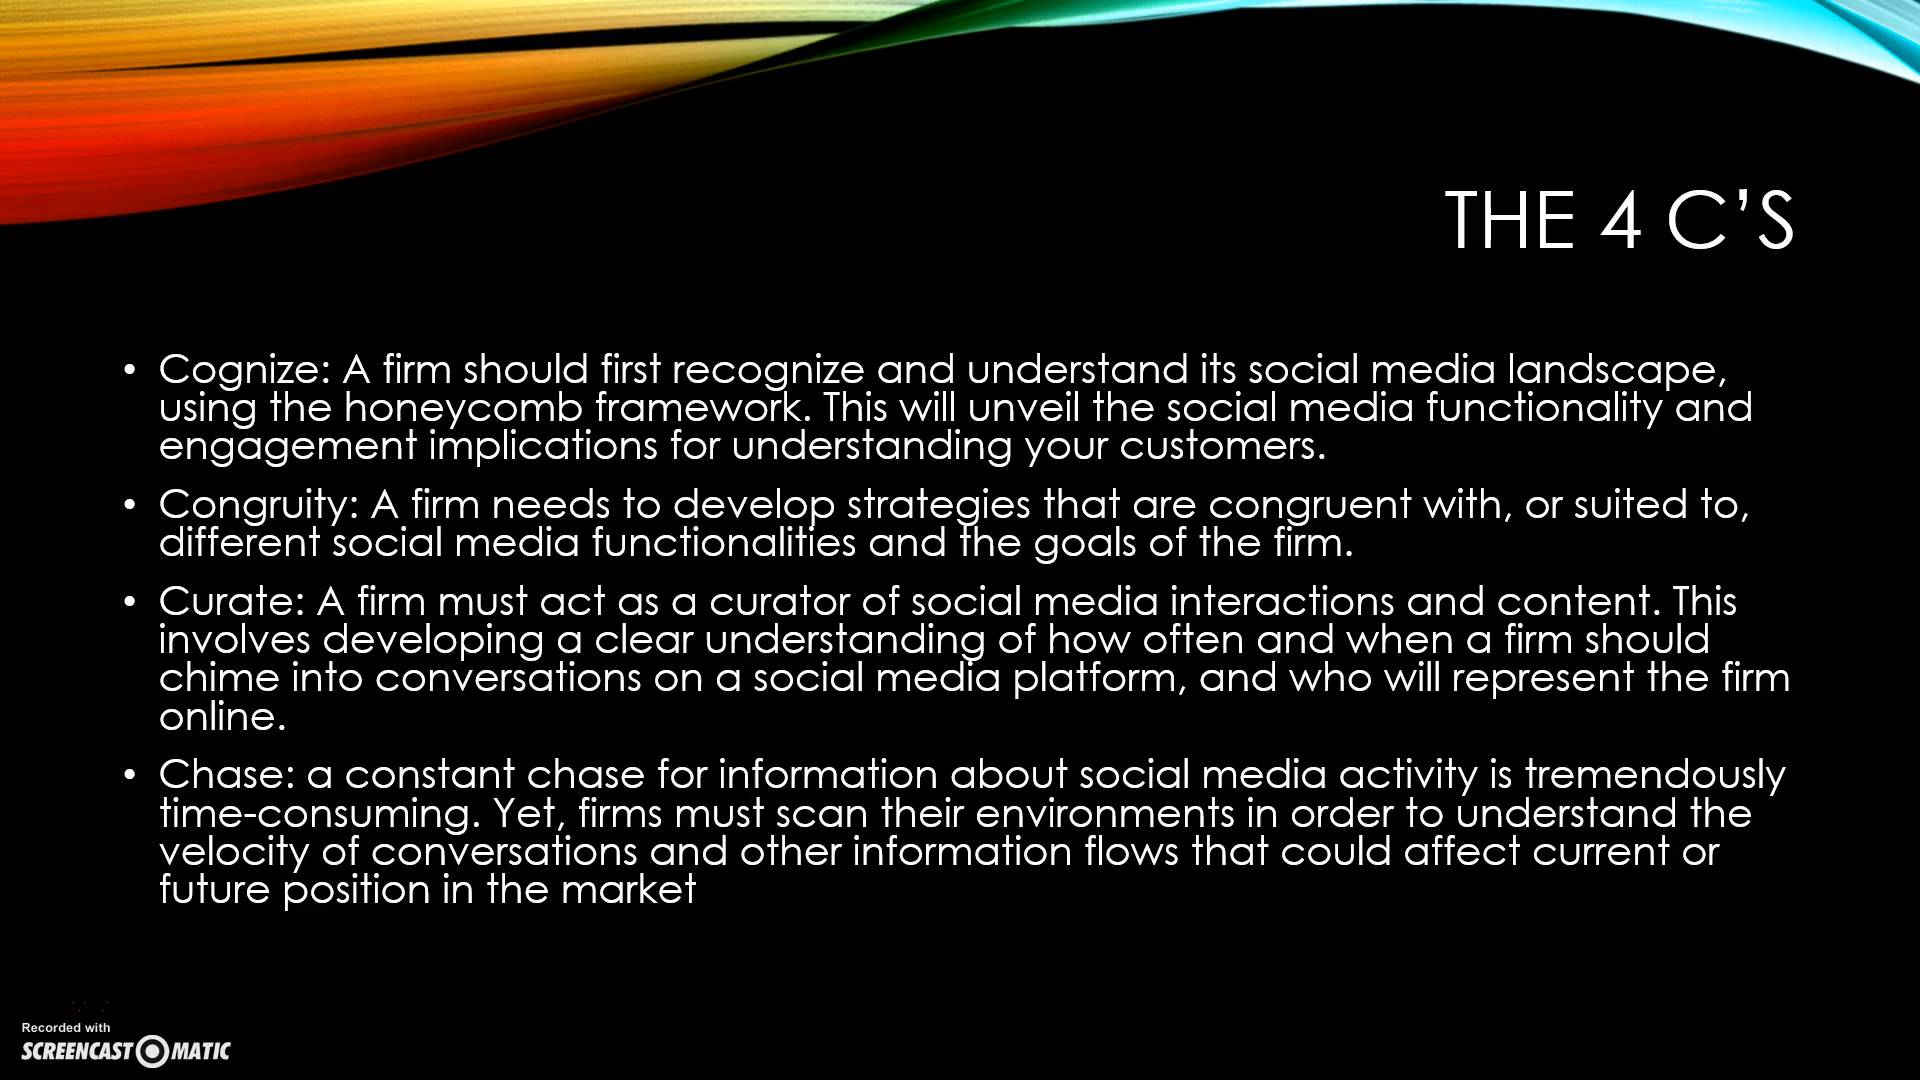 THE 4 C’S
• Cognize: A firm should first recognize and understand its social media landscape,
using the honeycomb framework. This will unveil the social media functionality and
engagement implications for understanding your customers.
• Congruity: A firm needs to develop strategies that are congruent with, or suited to,
different social media functionalities and the goals of the firm.
• Curate: A firm must act as a curator of social media interactions and content. This
involves developing a clear understanding of how often and when a firm should
chime into conversations on a social media platform, and who will represent the firm
online.
• Chase: a constant chase for information about social media activity is tremendously
time-consuming. Yet, firms must scan their environments in order to understand the
velocity of conversations and other information flows that could affect current or
future position in the market
Recorded with
SCREENCAST O MATIC